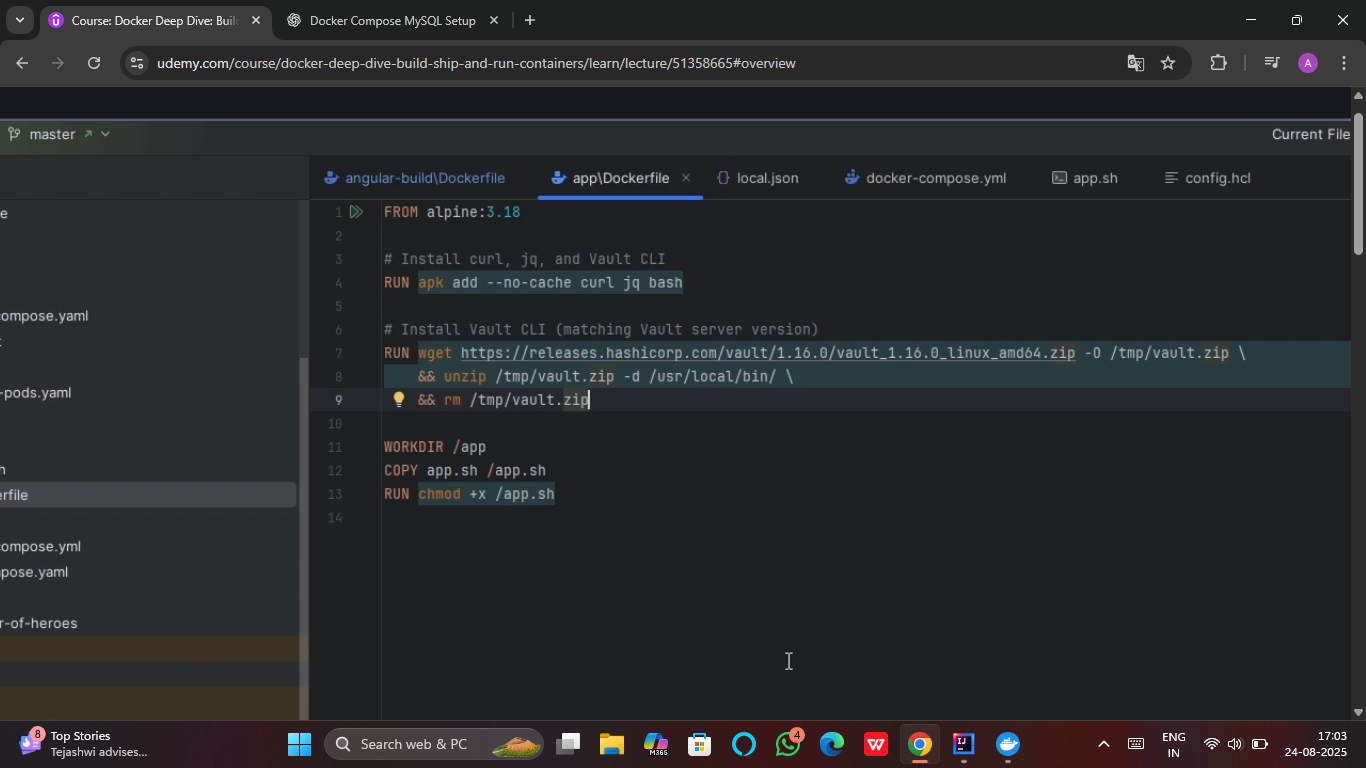 Course: Docker Deep Dive: Buil
Docker Compose MySQL Setup
udemy.com/course/docker-deep-dive-build-ship-and-run-containers/learn/lecture/51358665#overview
A
master
Current File
angular-build\Dockerfile
app\Dockerfile
local.json
docker-compose.yml
app.sh
config.hcl
e
ompose.yaml
-pods.yaml
h
erfile
ompose.yml
pose.yaml
r-of-heroes
1 FROM alpine:3.18
2
3 # Install curl, jq, and Vault CLI
4 RUN apk add --no-cache curl jq bash
5
6 # Install Vault CLI (matching Vault server version)
7 RUN wget https://releases.hashicorp.com/vault/1.16.0/vault_1.16.0_linux_amd64.zip -O /tmp/vault.zip \
8 && unzip /tmp/vault.zip -d /usr/local/bin/ \
9 && rm /tmp/vault.zip
10
11 WORKDIR /app
12 COPY app.sh /app.sh
13 RUN chmod +x /app.sh
14
8
Top Stories
Tejashwi advises...
Search web & PC
M365
4
ENG
IN
17:03
24-08-2025